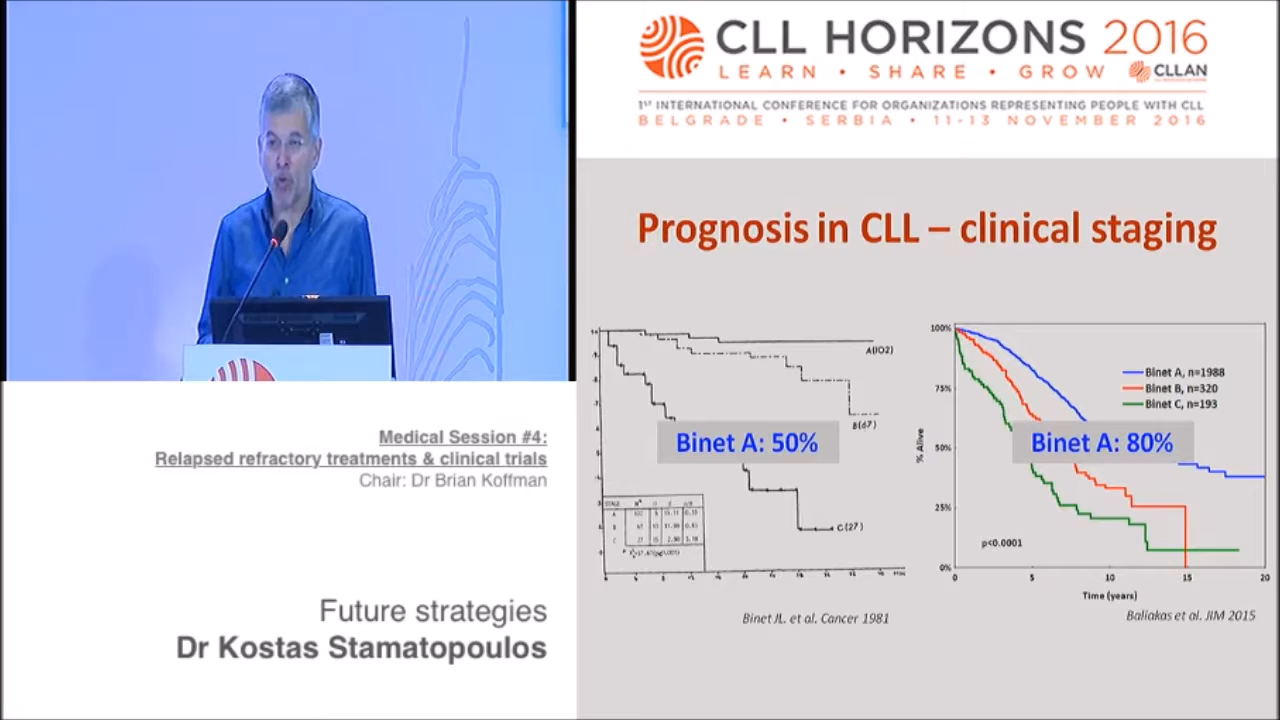 CLL HORIZONS 2016
LEARN • SHARE • GROW
CLLAN
1ST INTERNATIONAL CONFERENCE FOR ORGANIZATIONS REPRESENTING PEOPLE WITH CLL
BELGRADE • SERBIA • 11-13 NOVEMBER 2016
Prognosis in CLL – clinical staging
A(102)
B(67)
C(27)
Binet A: 50%
STAGE
A
B
C
Binet JL. et al. Cancer 1981
% Alive
100%
75%
50%
25%
0%
Binet A, n=1988
Binet B, n=320
Binet C, n=193
Binet A: 80%
p<0.0001
0 5 10 15 20
Time (years)
Baliakas et al. JIM 2015
Medical Session #4:
Relapsed refractory treatments & clinical trials
Chair: Dr Brian Koffman
Future strategies
Dr Kostas Stamatopoulos